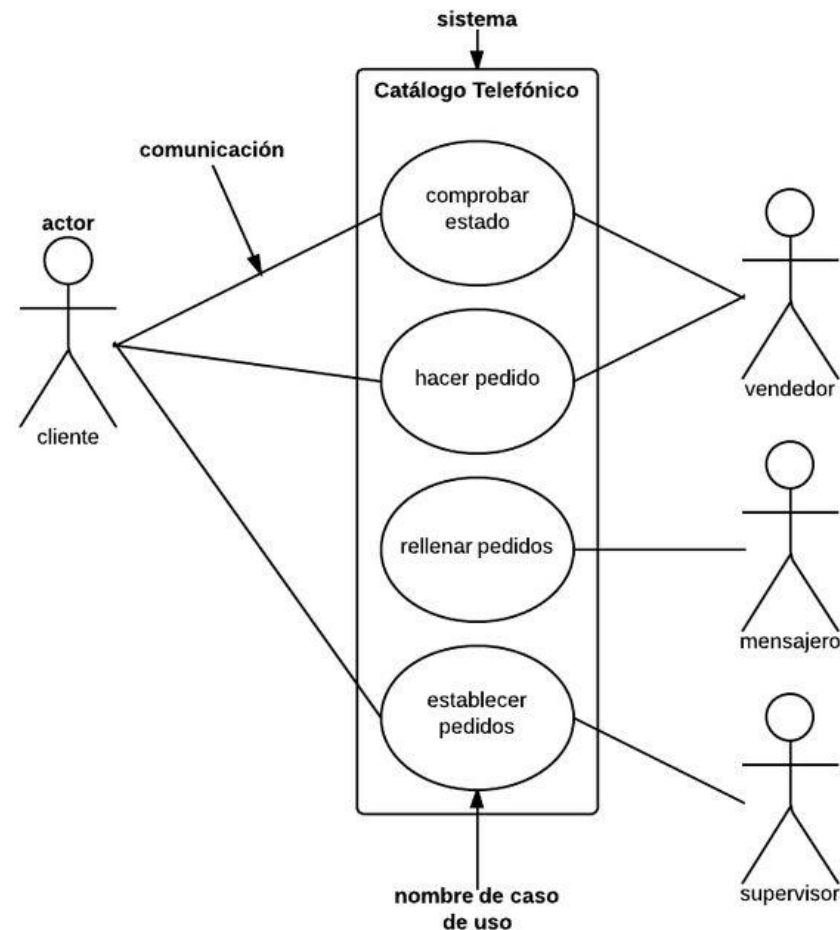 sistema
Catálogo Telefónico
comunicación
comprobar
estado
actor
cliente
hacer pedido
vendedor
rellenar pedidos
mensajero
establecer
pedidos
supervisor
nombre de caso
de uso